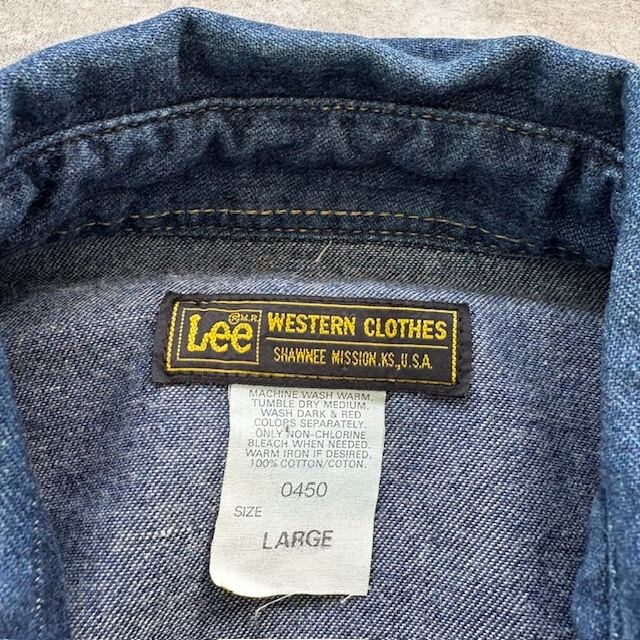 Lee ® M.R.
WESTERN CLOTHES
SHAWNEE MISSION.KS.,U.S.A.
MACHINE WASH WARM.
TUMBLE DRY MEDIUM.
WASH DARK & RED
COLORS SEPARATELY.
ONLY NON-CHLORINE
BLEACH WHEN NEEDED.
WARM IRON IF DESIRED.
100% COTTON/COTON.
0450
SIZE
LARGE